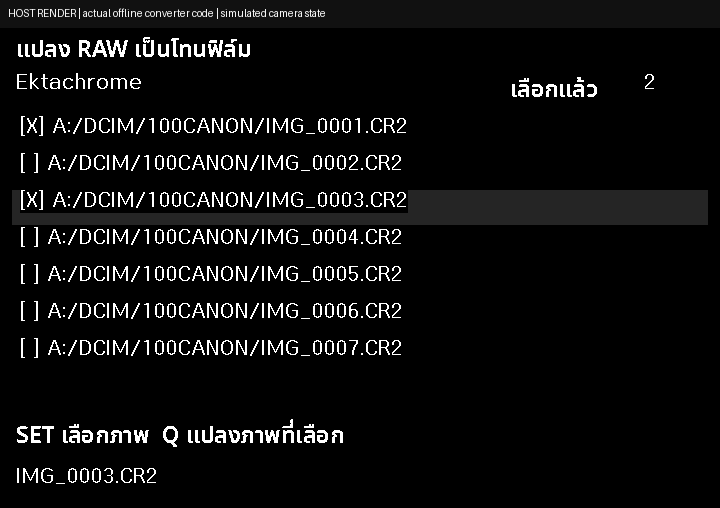 HOST RENDER | actual offline converter code | simulated camera state
แปลง RAW เป็นโทนฟิล์ม
Ektachrome เลือกแล้ว 2
[X] A:/DCIM/100CANON/IMG_0001.CR2
[ ] A:/DCIM/100CANON/IMG_0002.CR2
[X] A:/DCIM/100CANON/IMG_0003.CR2
[ ] A:/DCIM/100CANON/IMG_0004.CR2
[ ] A:/DCIM/100CANON/IMG_0005.CR2
[ ] A:/DCIM/100CANON/IMG_0006.CR2
[ ] A:/DCIM/100CANON/IMG_0007.CR2
SET เลือกภาพ Q แปลงภาพที่เลือก
IMG_0003.CR2